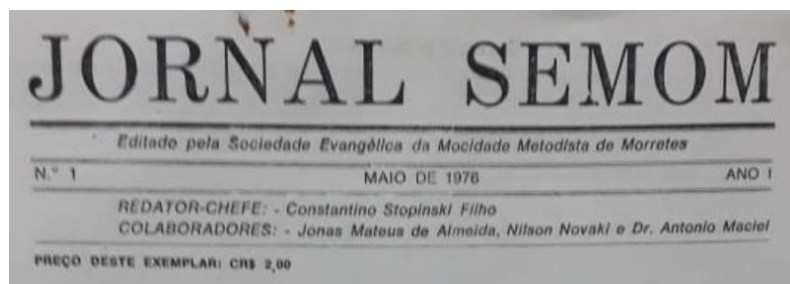 JORNAL SEMOM
Editado pela Sociedade Evangélica da Mocidade Metodista de Morretes
N.° 1 MAIO DE 1976 ANO I
REDATOR-CHEFE: - Constantino Stopinski Filho
COLABORADORES: - Jonas Mateus de Almeida, Nilson Novaki e Dr. Antonio Maciel
PREÇO DESTE EXEMPLAR: CR$ 2,00